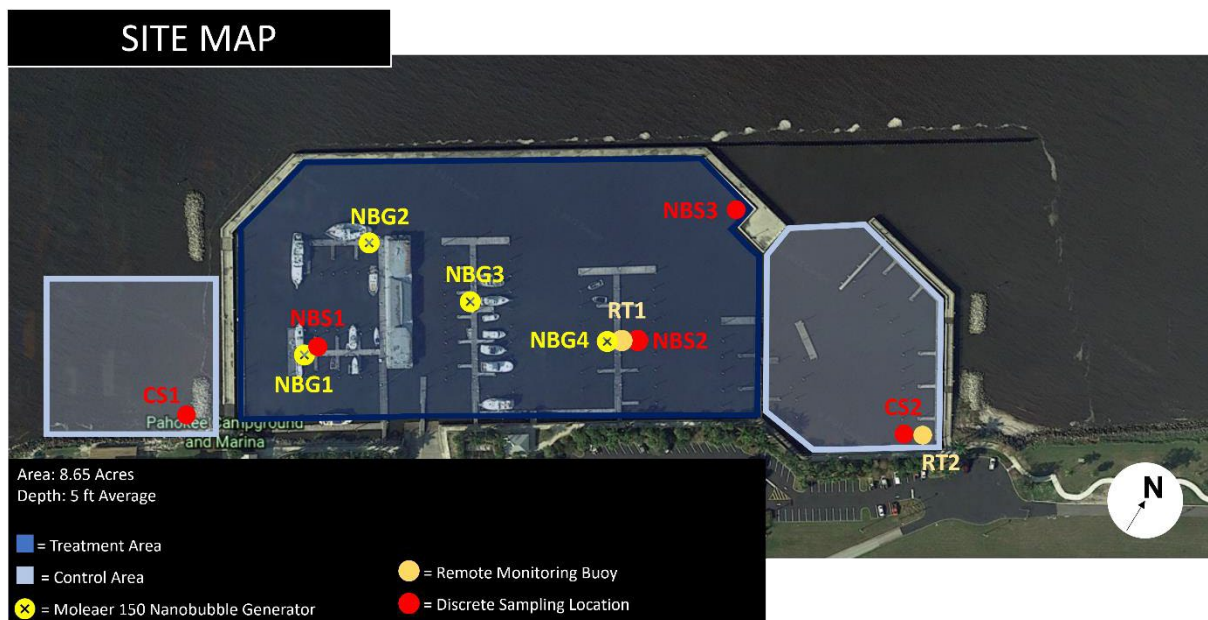 SITE MAP
NBG2
NBS3
NBG3
NBS1
RT1
NBG4
NBS2
NBG1
CS1
Pahokee Campground
and Marina
CS2
RT2
N
Area: 8.65 Acres
Depth: 5 ft Average
= Treatment Area
= Control Area
= Moleaer 150 Nanobubble Generator
= Remote Monitoring Buoy
= Discrete Sampling Location